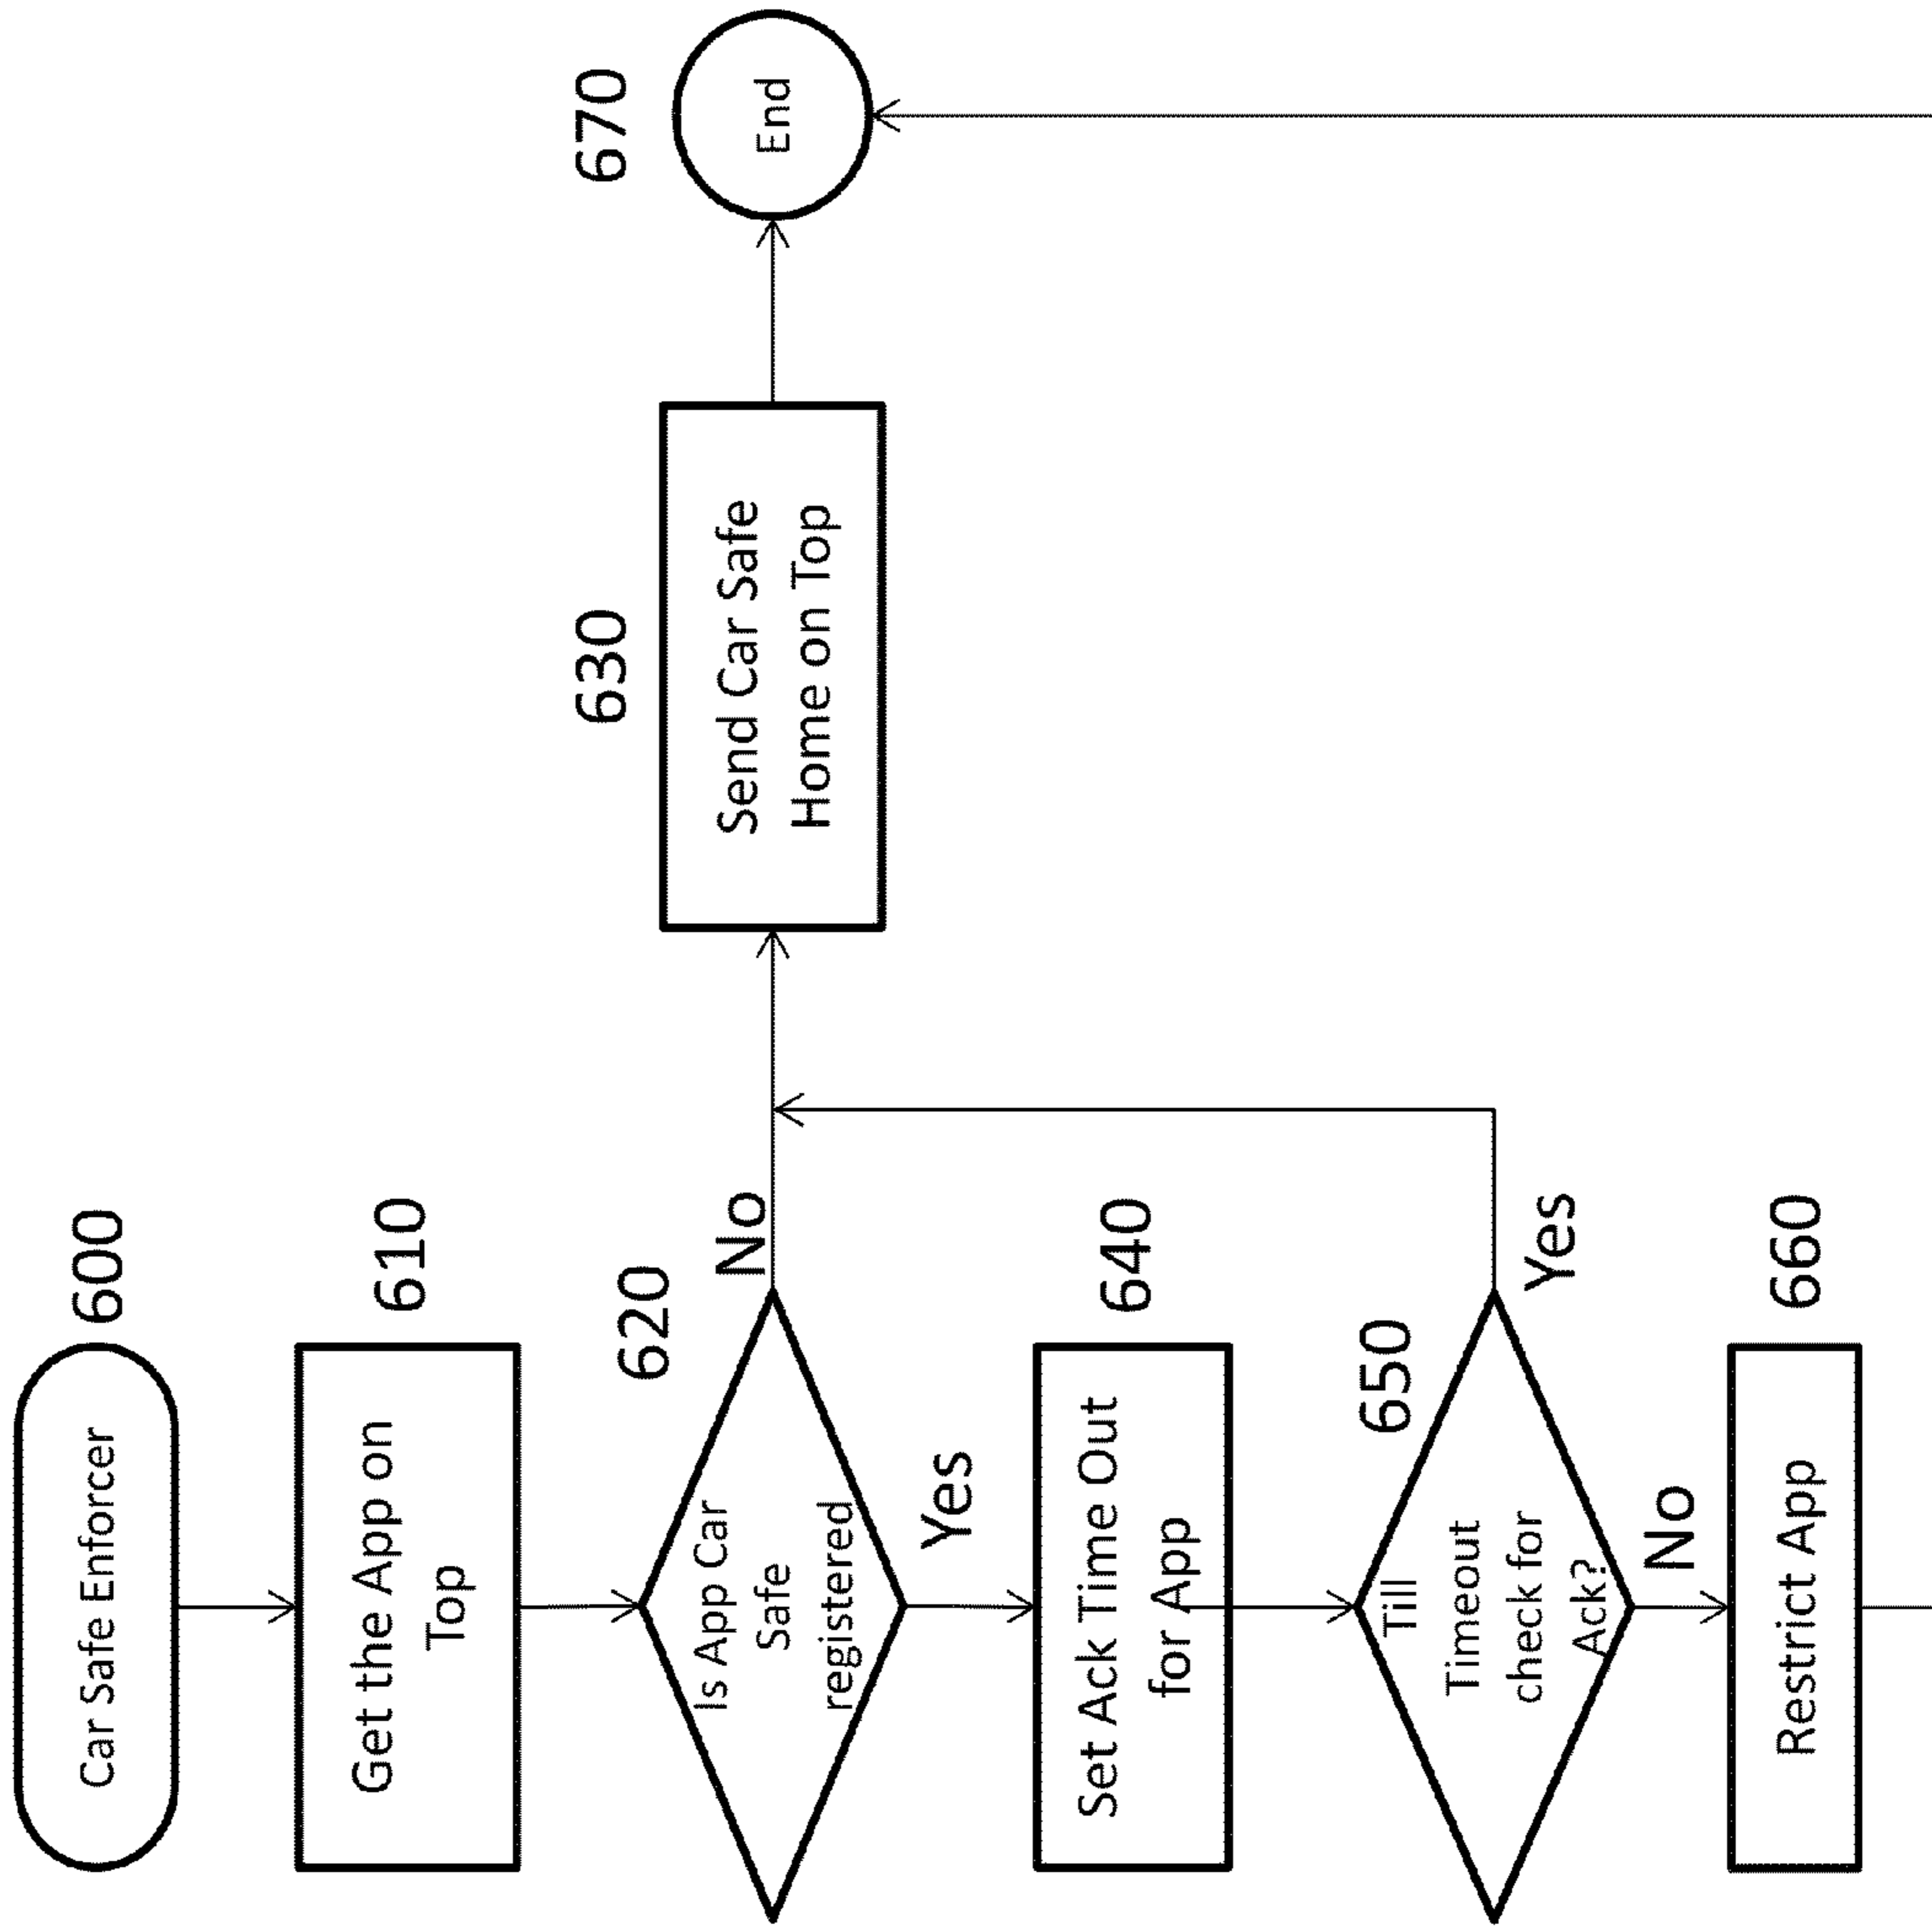 Car Safe Enforcer
600
Get the App on
Top
610
Is App Car
Safe
registered
620
No
Yes
Send Car Safe
Home on Top
630
End
670
Set Ack Time Out
for App
640
Till
Timeout
check for
Ack?
650
Yes
No
Restrict App
660